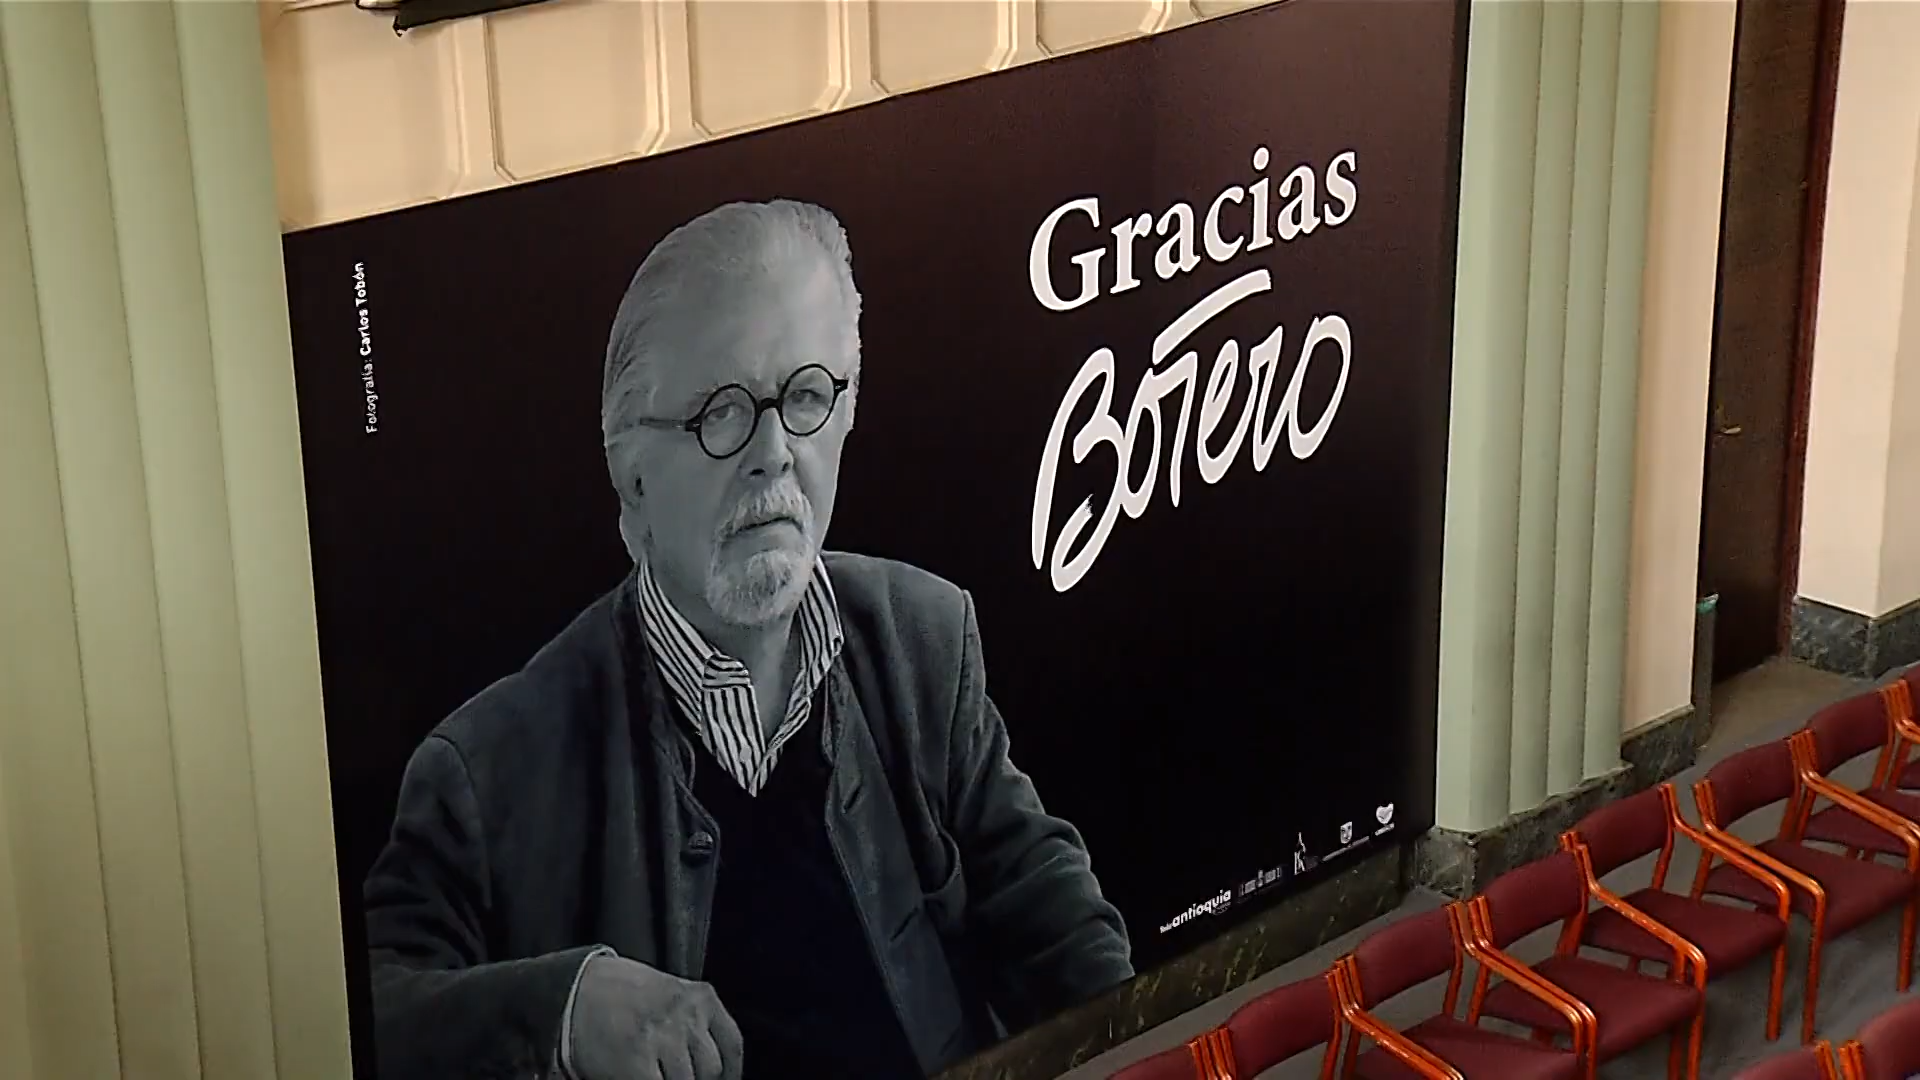 Fotografía: Carlos Tobón
Gracias
Botero
antioquia